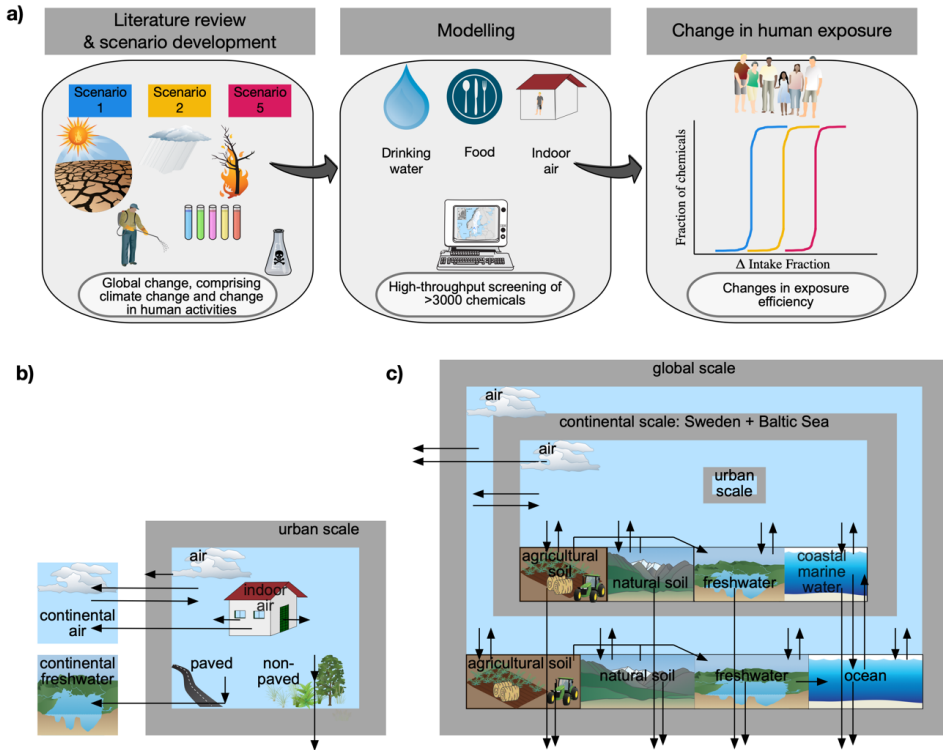 a)
Literature review
& scenario development
Modelling
Change in human exposure
Scenario
1
Scenario
2
Scenario
5
Global change, comprising
climate change and change
in human activities
Drinking
water
Food
Indoor
air
High-throughput screening of
>3000 chemicals
Fraction of chemicals
Δ Intake Fraction
Changes in exposure
efficiency
b)
urban scale
air
indoor
air
continental
air
continental
freshwater
paved
non-
paved
c)
global scale
air
continental scale: Sweden + Baltic Sea
air
urban
scale
agricultural
soil
natural soil
freshwater
coastal
marine
water
agricultural soil
natural soil
freshwater
ocean